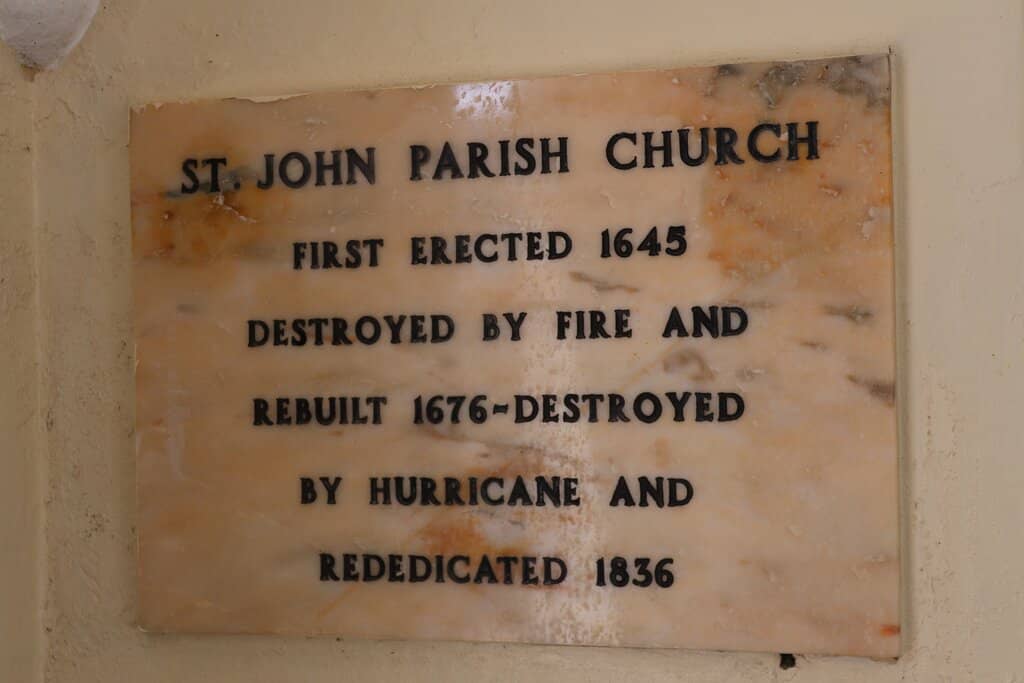 ST. JOHN PARISH CHURCH
FIRST ERECTED 1645
DESTROYED BY FIRE AND
REBUILT 1676-DESTROYED
BY HURRICANE AND
REDEDICATED 1836